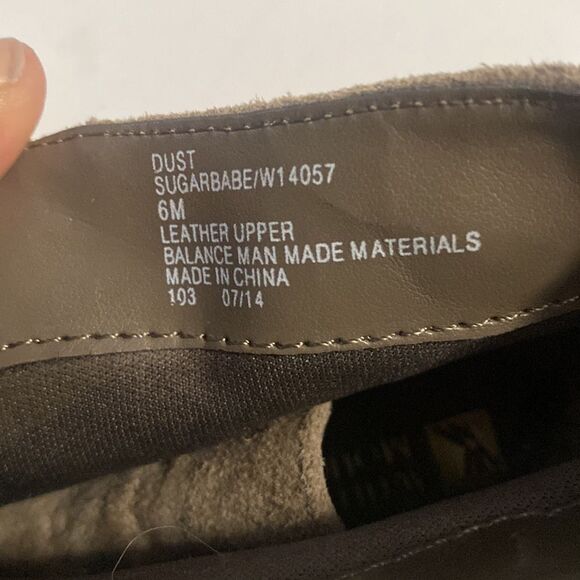 DUST
SUGARBABE/W14057
6M
LEATHER UPPER
BALANCE MAN MADE MATERIALS
MADE IN CHINA
103 07/14